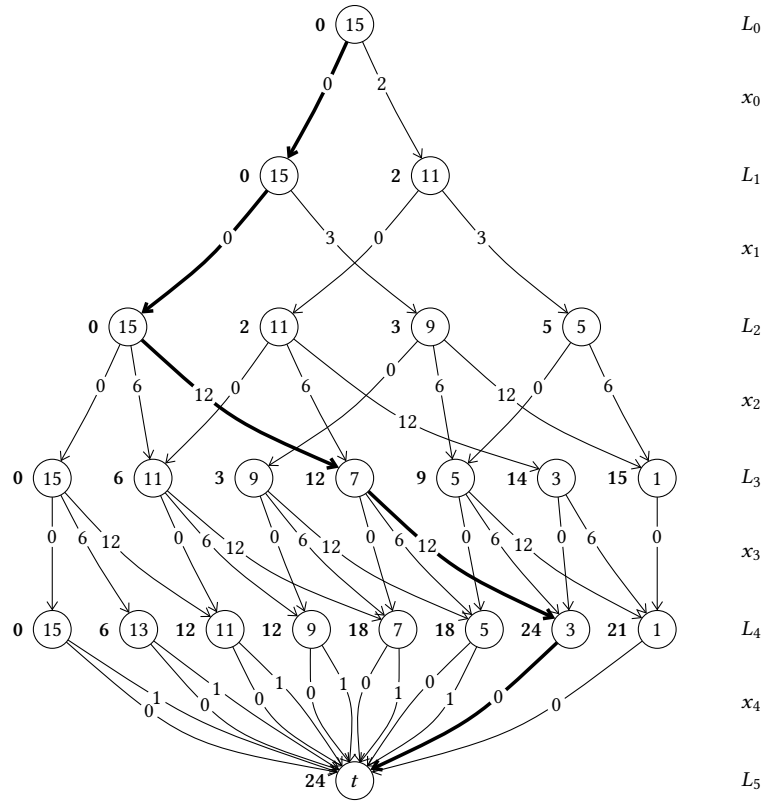 0 15 L₀
0 2 x₀
0 15 2 11 L₁
0 3 0 3 x₁
0 15 2 11 3 9 5 5 L₂
0 6 12 0 6 12 0 6 12 0 6 x₂
0 15 6 11 3 9 12 7 9 5 14 3 15 1 L₃
0 6 12 0 6 12 0 6 12 0 6 12 0 6 12 0 6 0 x₃
0 15 6 13 12 11 12 9 18 7 18 5 24 3 21 1 L₄
0 1 0 1 0 1 0 1 0 1 0 1 0 0 x₄
24 t L₅